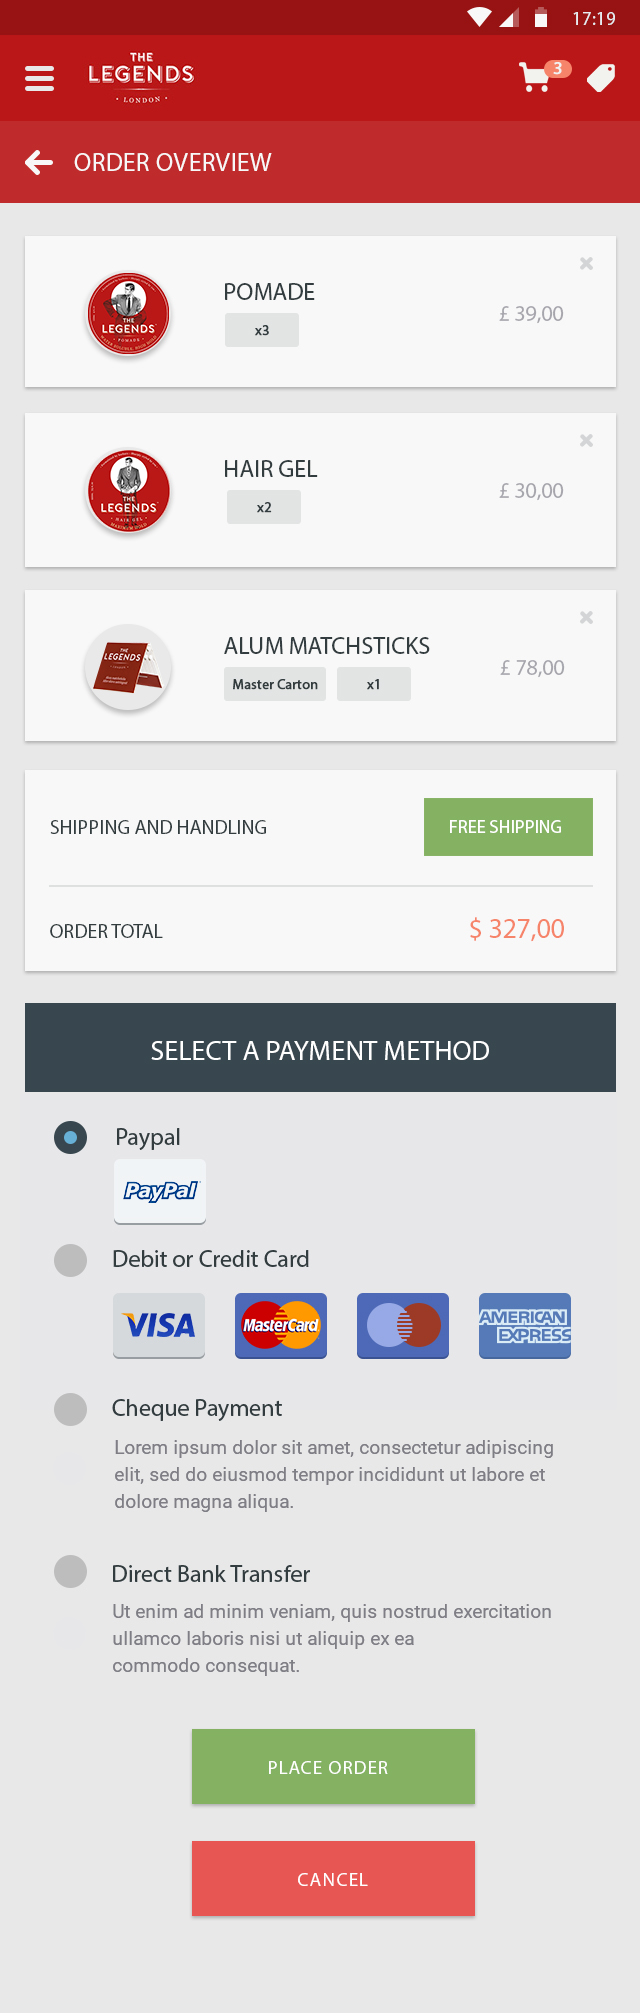 17:19
THE
LEGENDS
· LONDON ·
3
ORDER OVERVIEW
THE
LEGENDS
POMADE
POMADE
x3
£ 39,00
THE
LEGENDS
HAIR GEL
MAXIMUM HOLD
HAIR GEL
x2
£ 30,00
THE
LEGENDS
ALUM MATCHSTICKS
Master Carton
x1
£ 78,00
SHIPPING AND HANDLING
FREE SHIPPING
ORDER TOTAL
$ 327,00
SELECT A PAYMENT METHOD
Paypal
PayPal
Debit or Credit Card
VISA
MasterCard
AMERICAN
EXPRESS
Cheque Payment
Lorem ipsum dolor sit amet, consectetur adipiscing
elit, sed do eiusmod tempor incididunt ut labore et
dolore magna aliqua.
Direct Bank Transfer
Ut enim ad minim veniam, quis nostrud exercitation
ullamco laboris nisi ut aliquip ex ea
commodo consequat.
PLACE ORDER
CANCEL